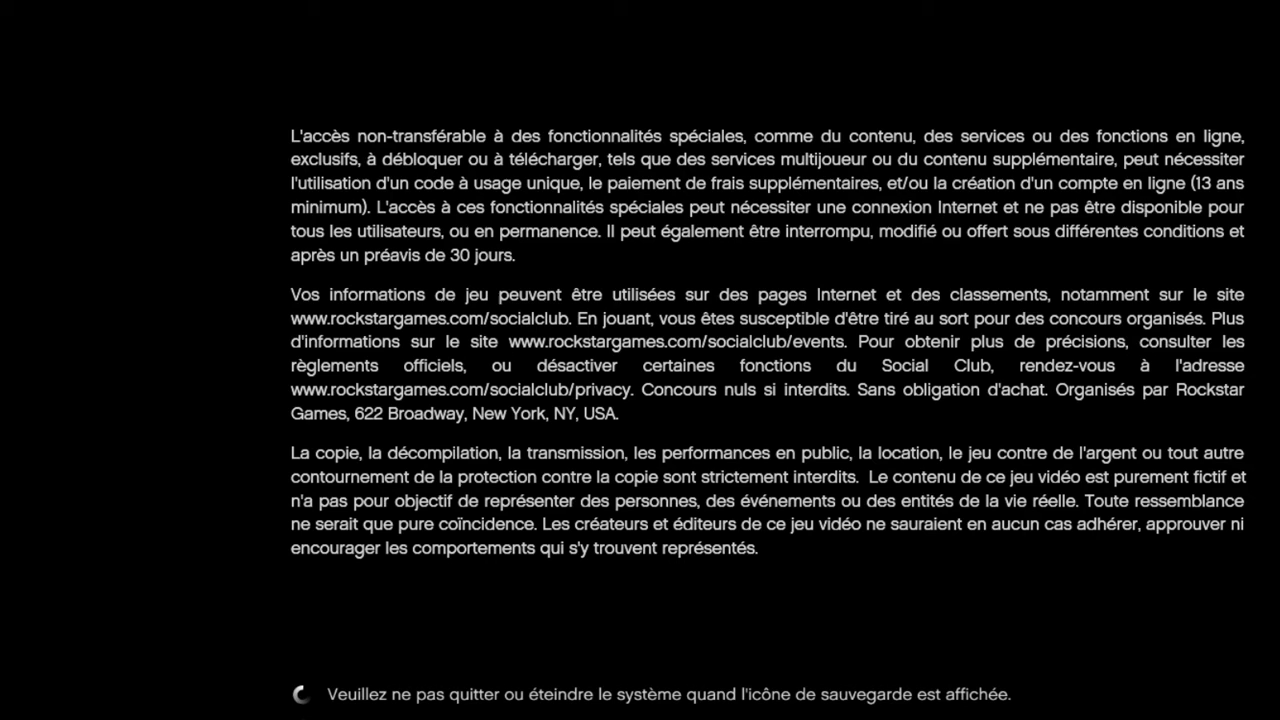 L'accès non-transférable à des fonctionnalités spéciales, comme du contenu, des services ou des fonctions en ligne,
exclusifs, à débloquer ou à télécharger, tels que des services multijoueur ou du contenu supplémentaire, peut nécessiter
l'utilisation d'un code à usage unique, le paiement de frais supplémentaires, et/ou la création d'un compte en ligne (13 ans
minimum). L'accès à ces fonctionnalités spéciales peut nécessiter une connexion Internet et ne pas être disponible pour
tous les utilisateurs, ou en permanence. Il peut également être interrompu, modifié ou offert sous différentes conditions et
après un préavis de 30 jours.
Vos informations de jeu peuvent être utilisées sur des pages Internet et des classements, notamment sur le site
www.rockstargames.com/socialclub. En jouant, vous êtes susceptible d'être tiré au sort pour des concours organisés. Plus
d'informations sur le site www.rockstargames.com/socialclub/events. Pour obtenir plus de précisions, consulter les
règlements officiels, ou désactiver certaines fonctions du Social Club, rendez-vous à l'adresse
www.rockstargames.com/socialclub/privacy. Concours nuls si interdits. Sans obligation d'achat. Organisés par Rockstar
Games, 622 Broadway, New York, NY, USA.
La copie, la décompilation, la transmission, les performances en public, la location, le jeu contre de l'argent ou tout autre
contournement de la protection contre la copie sont strictement interdits.  Le contenu de ce jeu vidéo est purement fictif et
n'a pas pour objectif de représenter des personnes, des événements ou des entités de la vie réelle. Toute ressemblance
ne serait que pure coïncidence. Les créateurs et éditeurs de ce jeu vidéo ne sauraient en aucun cas adhérer, approuver ni
encourager les comportements qui s'y trouvent représentés.
Veuillez ne pas quitter ou éteindre le système quand l'icône de sauvegarde est affichée.